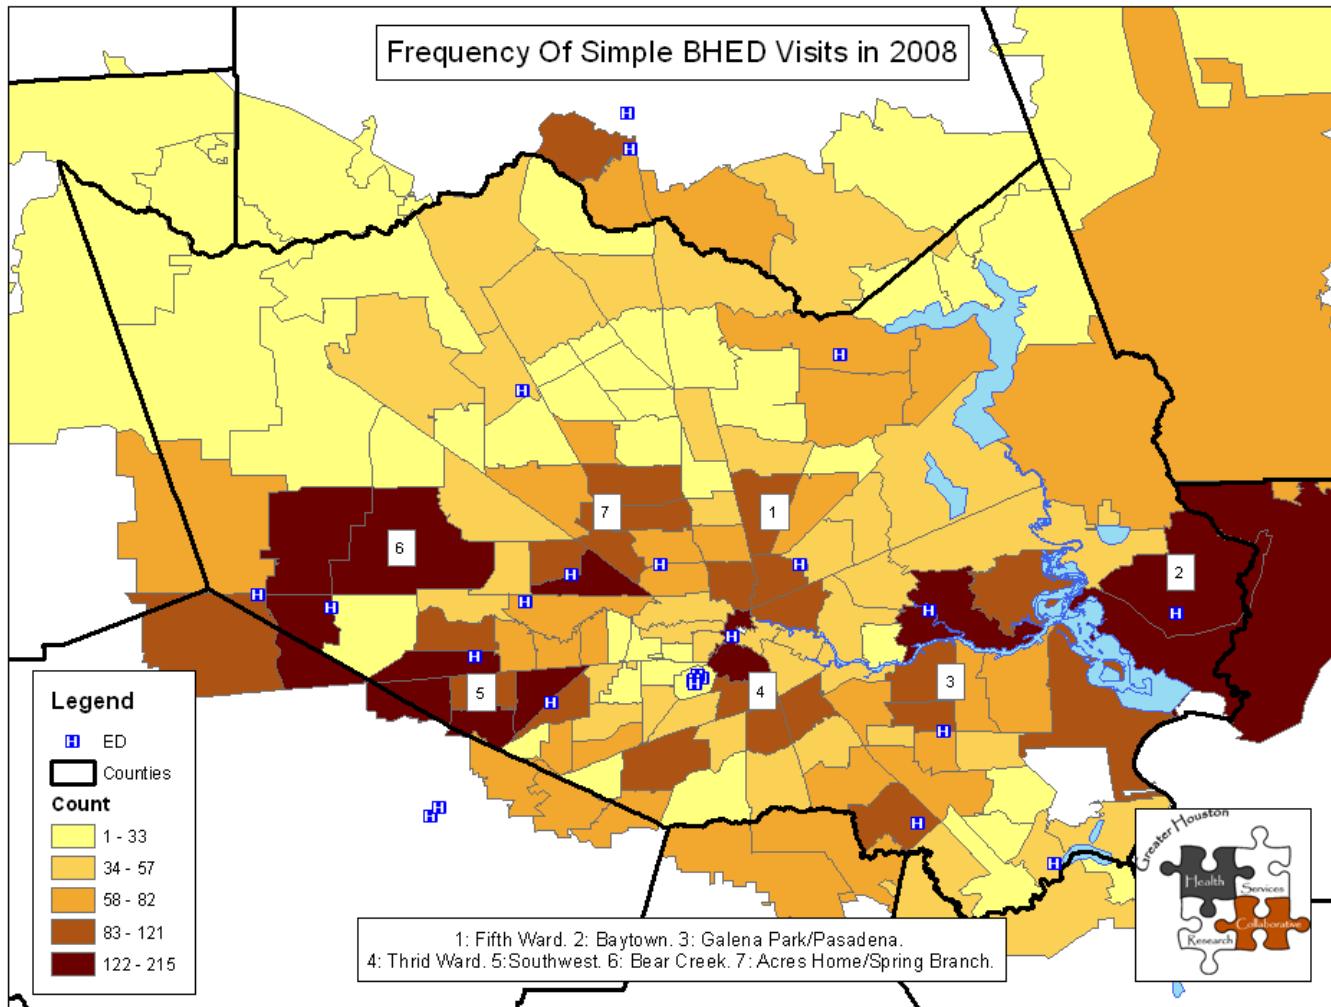 Frequency Of Simple BHED Visits in 2008
H
H
H
H
1
7
6
H
2
H
H
H
H
H
H
H
H
H
H
5
H
4
3
H
H
H
H
H
H
Legend
H ED
Counties
Count
1 - 33
34 - 57
58 - 82
83 - 121
122 - 215
1: Fifth Ward. 2: Baytown. 3: Galena Park/Pasadena.
4: Thrid Ward. 5:Southwest. 6: Bear Creek. 7: Acres Home/Spring Branch.
Greater Houston
Health
Services
Collaborative
Research